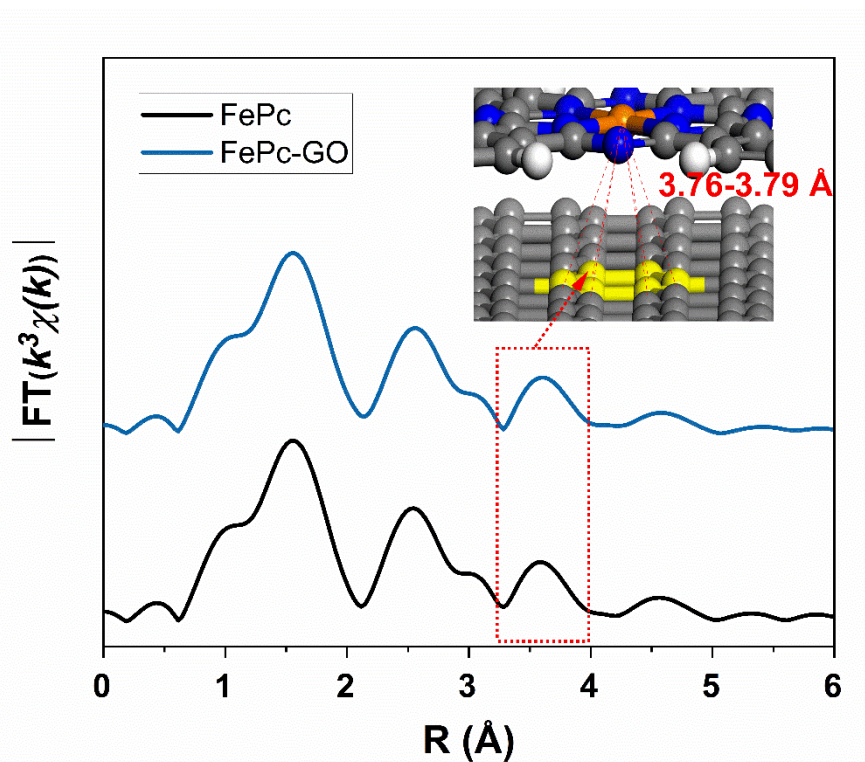 FePc
FePc-GO
3.76-3.79 Å
|FT(k³χ(k))|
0 1 2 3 4 5 6
R (Å)